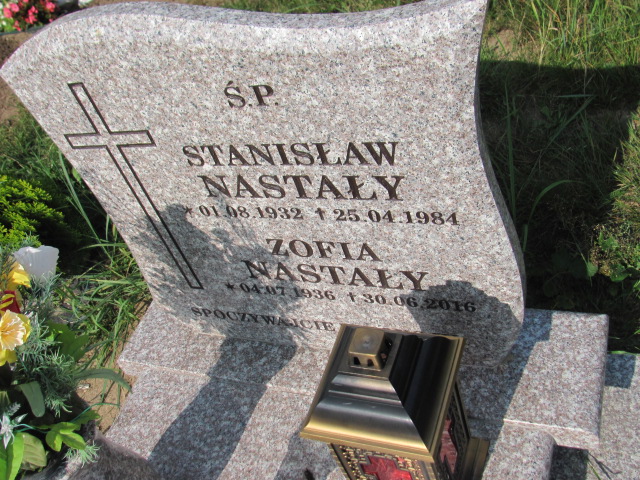 Ś.P.
STANISŁAW
NASTAŁY
*01.08.1932 †25.04.1984
ZOFIA
NASTAŁY
*04.07.1936 †30.06.2016
SPOCZYWAJCIE